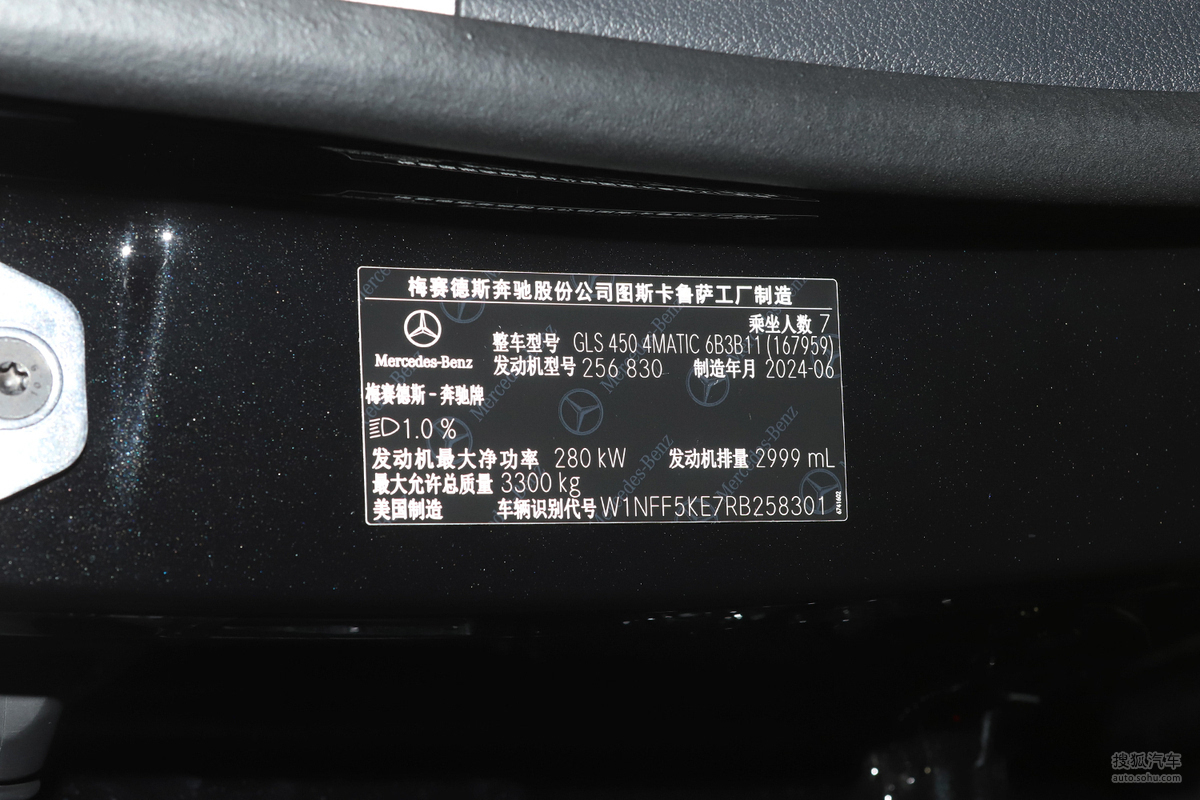 梅赛德斯奔驰股份公司图斯卡鲁萨工厂制造
乘坐人数 7
Mercedes-Benz
整车型号 GLS 450 4MATIC 6B3B11 (167959)
发动机型号 256 830 制造年月 2024-06
梅赛德斯-奔驰牌
1.0 %
发动机最大净功率 280 kW 发动机排量 2999 mL
最大允许总质量 3300 kg
美国制造 车辆识别代号 W1NFF5KE7RB258301
搜狐汽车
auto.sohu.com